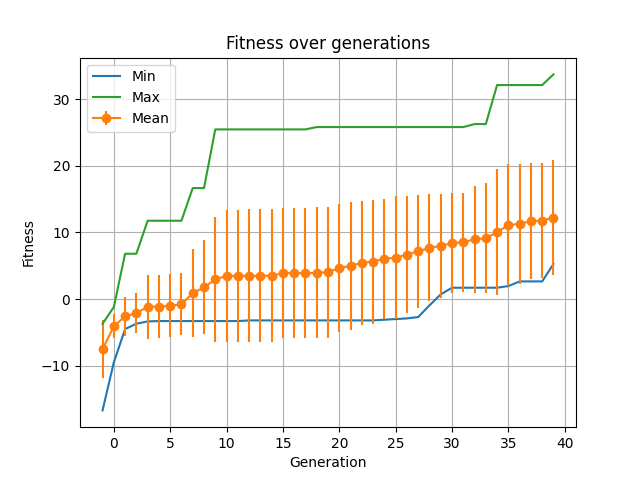 Fitness over generations
Min
Max
Mean
Fitness
30
20
10
0
−10
0 5 10 15 20 25 30 35 40
Generation